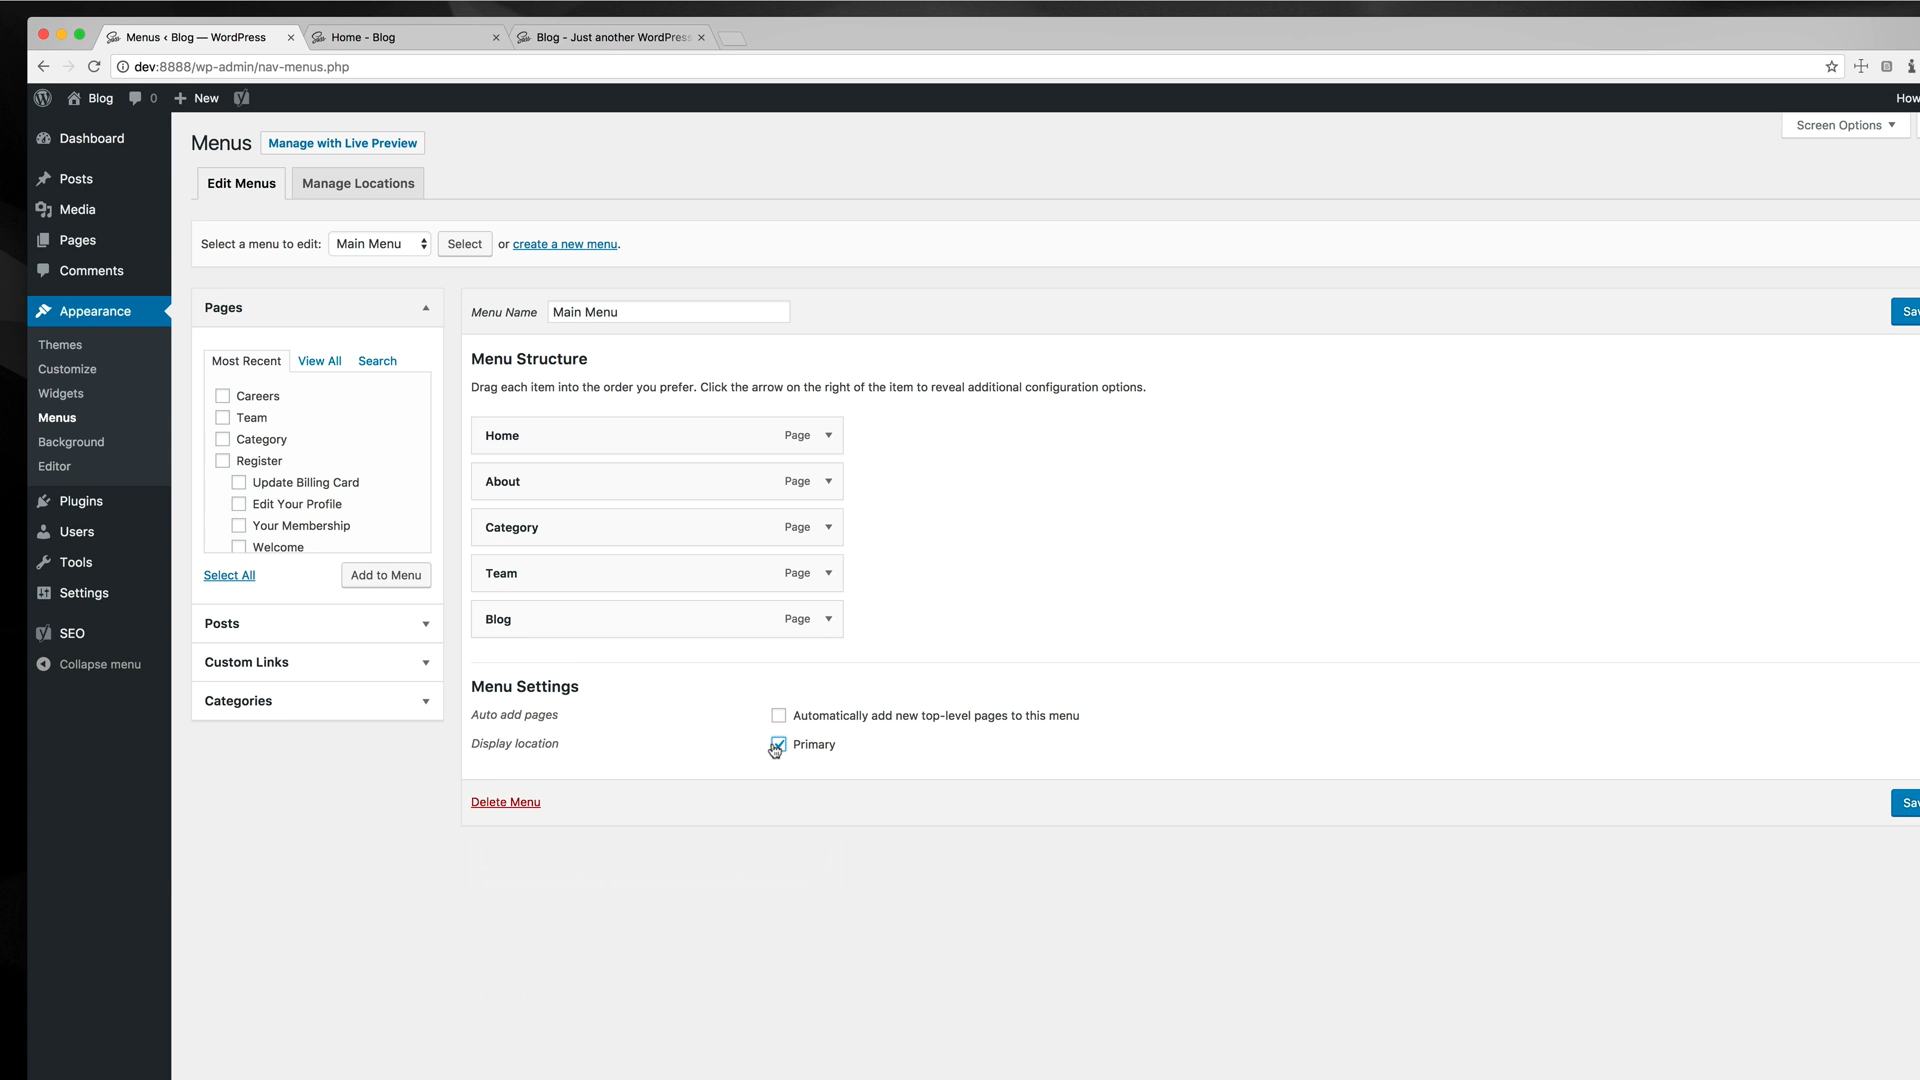 Menus ‹ Blog — WordPress
Home - Blog
Blog - Just another WordPress
dev:8888/wp-admin/nav-menus.php
Blog
0
New
How
Dashboard
Posts
Media
Pages
Comments
Appearance
Themes
Customize
Widgets
Menus
Background
Editor
Plugins
Users
Tools
Settings
SEO
Collapse menu
Screen Options
Menus
Manage with Live Preview
Edit Menus
Manage Locations
Select a menu to edit: Main Menu Select or create a new menu.
Pages
Most Recent View All Search
Careers
Team
Category
Register
Update Billing Card
Edit Your Profile
Your Membership
Welcome
Select All
Add to Menu
Posts
Custom Links
Categories
Menu Name Main Menu
Sav
Menu Structure
Drag each item into the order you prefer. Click the arrow on the right of the item to reveal additional configuration options.
Home Page
About Page
Category Page
Team Page
Blog Page
Menu Settings
Auto add pages Automatically add new top-level pages to this menu
Display location Primary
Delete Menu
Sav